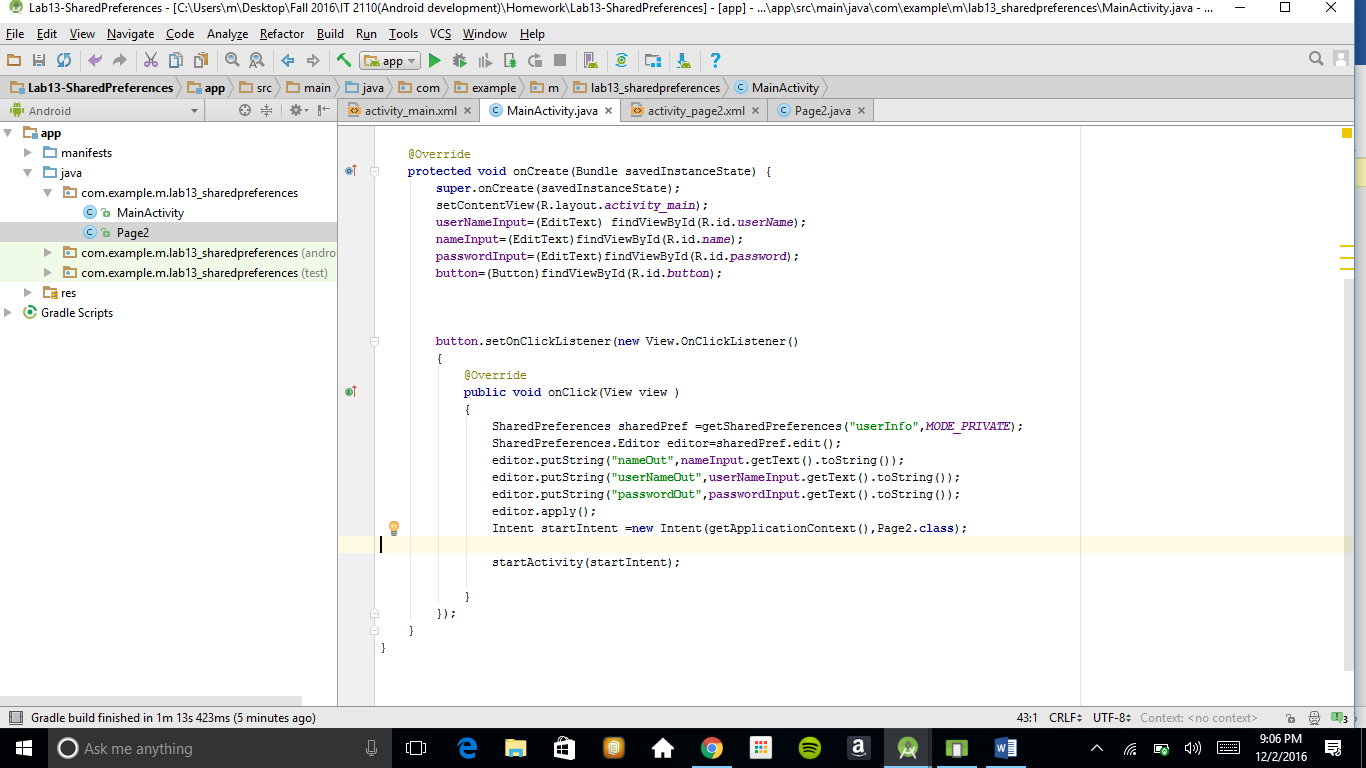 Lab13-SharedPreferences - [C:\Users\m\Desktop\Fall 2016\IT 2110(Android development)\Homework\Lab13-SharedPreferences] - [app] - ...\app\src\main\java\com\example\m\lab13_sharedpreferences\MainActivity.java - ...
File Edit View Navigate Code Analyze Refactor Build Run Tools VCS Window Help
app
Lab13-SharedPreferences app src main java com example m lab13_sharedpreferences MainActivity
Android
activity_main.xml MainActivity.java activity_page2.xml Page2.java
app
manifests
java
com.example.m.lab13_sharedpreferences
MainActivity
Page2
com.example.m.lab13_sharedpreferences (andro
com.example.m.lab13_sharedpreferences (test)
res
Gradle Scripts
@Override
protected void onCreate(Bundle savedInstanceState) {
super.onCreate(savedInstanceState);
setContentView(R.layout.activity_main);
userNameInput=(EditText) findViewById(R.id.userName);
nameInput=(EditText)findViewById(R.id.name);
passwordInput=(EditText)findViewById(R.id.password);
button=(Button)findViewById(R.id.button);
button.setOnClickListener(new View.OnClickListener()
{
@Override
public void onClick(View view )
{
SharedPreferences sharedPref =getSharedPreferences("userInfo",MODE_PRIVATE);
SharedPreferences.Editor editor=sharedPref.edit();
editor.putString("nameOut",nameInput.getText().toString());
editor.putString("userNameOut",userNameInput.getText().toString());
editor.putString("passwordOut",passwordInput.getText().toString());
editor.apply();
Intent startIntent =new Intent(getApplicationContext(),Page2.class);
startActivity(startIntent);
}
});
}
}
Gradle build finished in 1m 13s 423ms (5 minutes ago)
43:1 CRLF UTF-8 Context: <no context> 3
Ask me anything
9:06 PM
12/2/2016